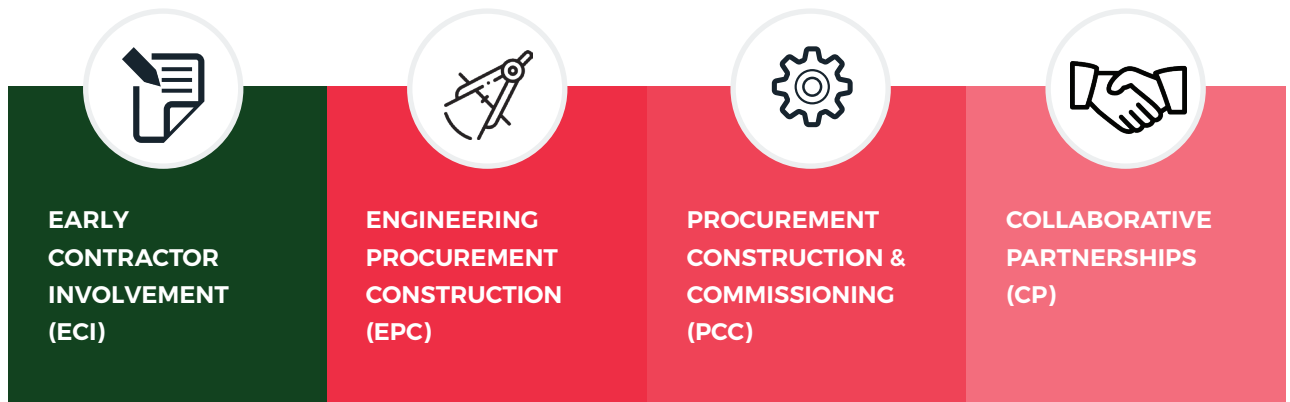 EARLY
CONTRACTOR
INVOLVEMENT
(ECI)
ENGINEERING
PROCUREMENT
CONSTRUCTION
(EPC)
PROCUREMENT
CONSTRUCTION &
COMMISSIONING
(PCC)
COLLABORATIVE
PARTNERSHIPS
(CP)